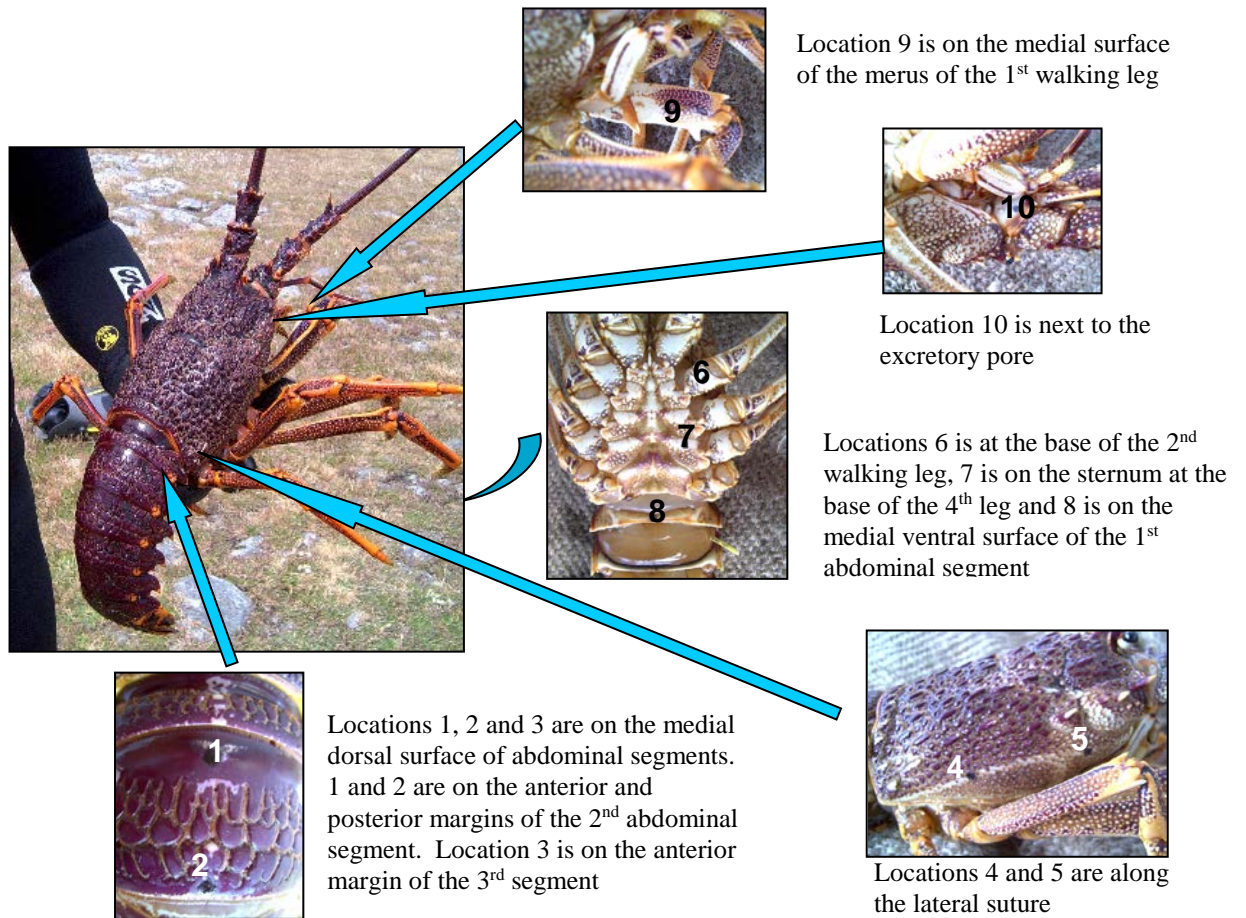 Location 9 is on the medial surface
of the merus of the 1st walking leg
9
10
Location 10 is next to the
excretory pore
6
7
8
Locations 6 is at the base of the 2nd
walking leg, 7 is on the sternum at the
base of the 4th leg and 8 is on the
medial ventral surface of the 1st
abdominal segment
1
2
Locations 1, 2 and 3 are on the medial
dorsal surface of abdominal segments.
1 and 2 are on the anterior and
posterior margins of the 2nd abdominal
segment. Location 3 is on the anterior
margin of the 3rd segment
4
5
Locations 4 and 5 are along
the lateral suture